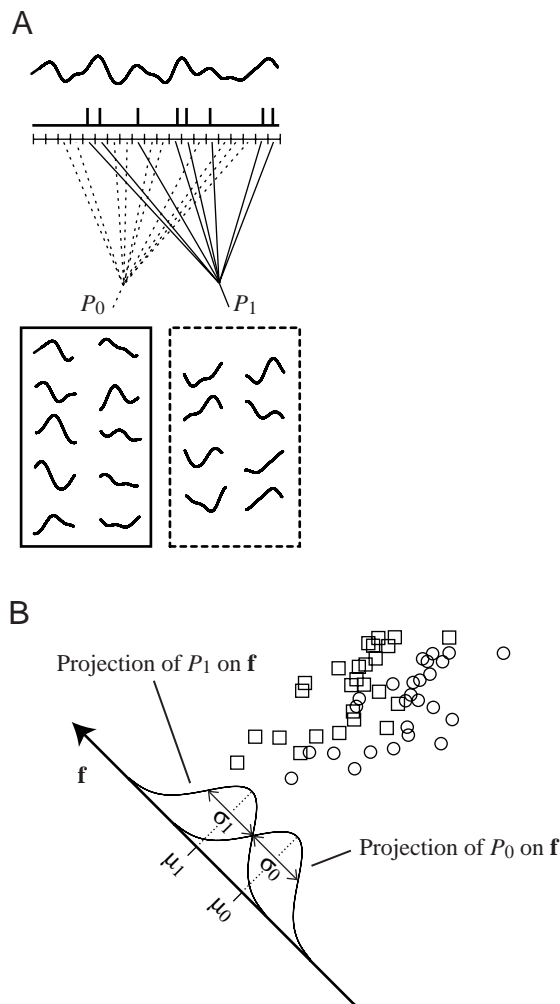 A
P0 P1
B
Projection of P1 on f
f
σ1
μ1
σ0
μ0
Projection of P0 on f